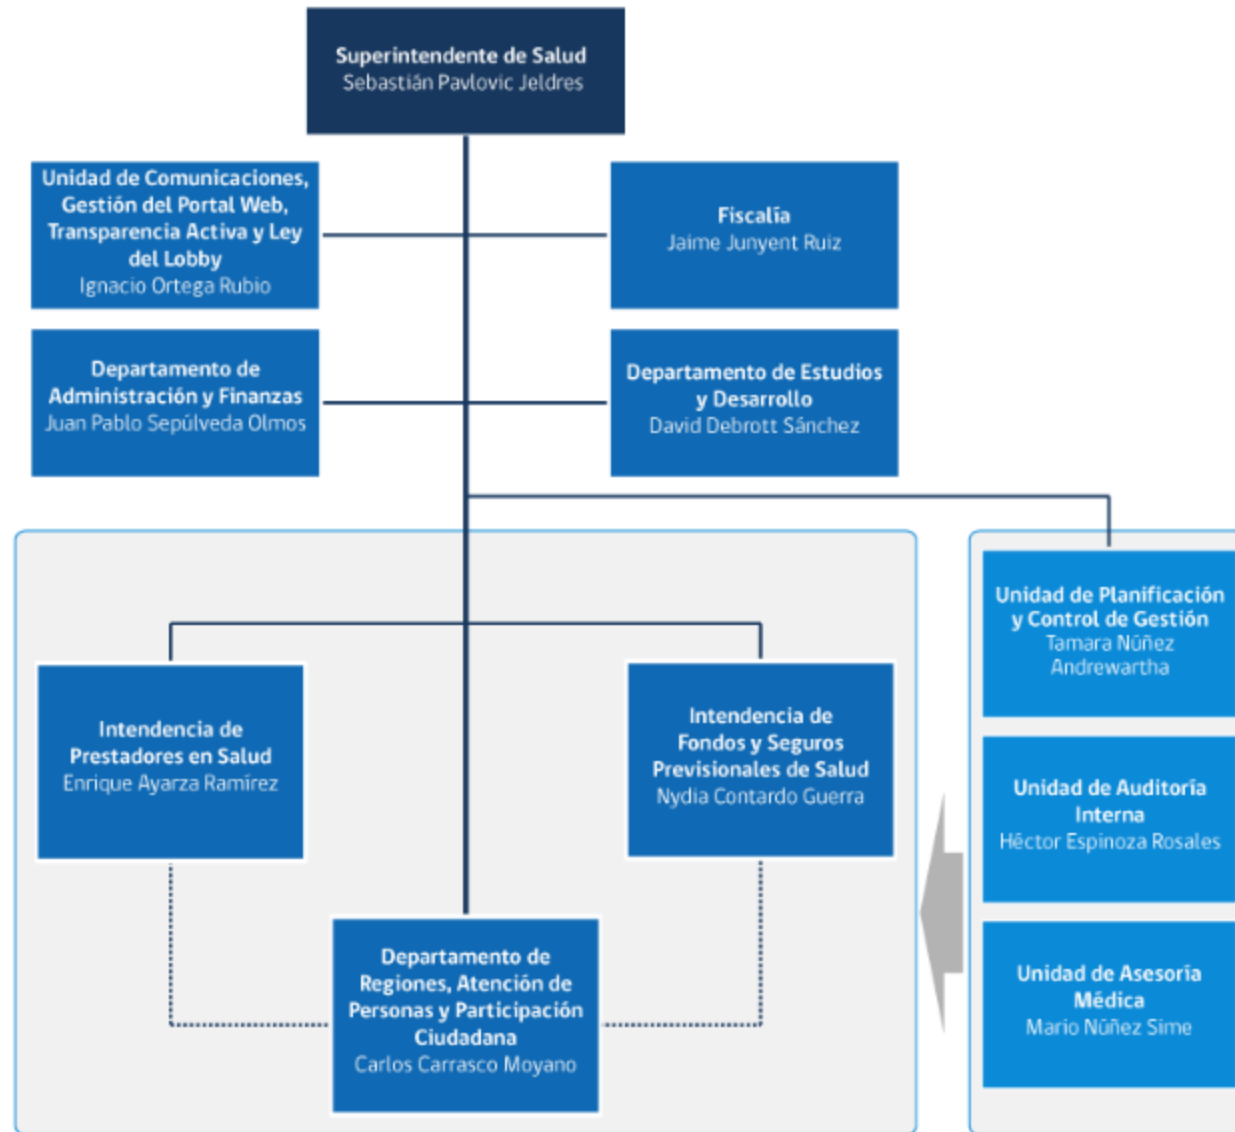 Superintendente de Salud
Sebastián Pavlovic Jeldres
Unidad de Comunicaciones,
Gestión del Portal Web,
Transparencia Activa y Ley
del Lobby
Ignacio Ortega Rubio
Fiscalía
Jaime Junyent Ruiz
Departamento de
Administración y Finanzas
Juan Pablo Sepúlveda Olmos
Departamento de Estudios
y Desarrollo
David Debrott Sánchez
Intendencia de
Prestadores en Salud
Enrique Ayarza Ramírez
Intendencia de
Fondos y Seguros
Previsionales de Salud
Nydia Contardo Guerra
Departamento de
Regiones, Atención de
Personas y Participación
Ciudadana
Carlos Carrasco Moyano
Unidad de Planificación
y Control de Gestión
Tamara Núñez
Andrewartha
Unidad de Auditoría
Interna
Héctor Espinoza Rosales
Unidad de Asesoría
Médica
Mario Núñez Sime